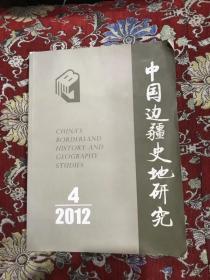 中国边疆史地研究
CHINA'S
BORDERLAND
HISTORY AND
GEOGRAPHY
STUDIES
4
2012